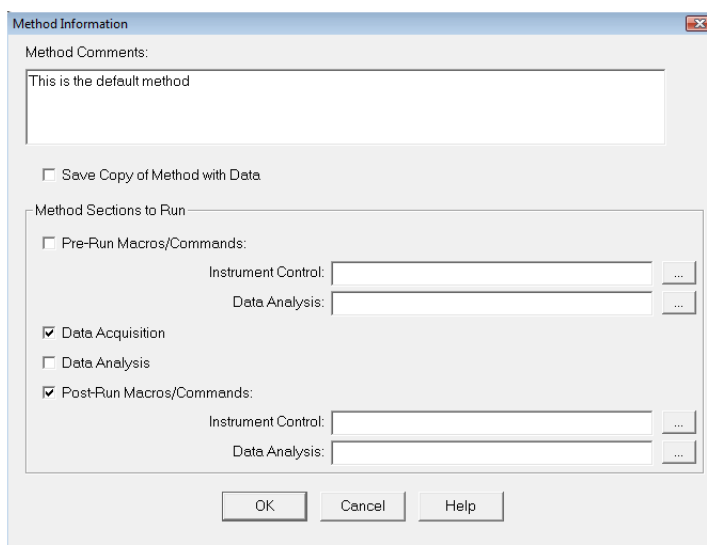 Method Information
Method Comments:
This is the default method
Save Copy of Method with Data
Method Sections to Run
Pre-Run Macros/Commands:
Instrument Control:
...
Data Analysis:
...
Data Acquisition
Data Analysis
Post-Run Macros/Commands:
Instrument Control:
...
Data Analysis:
...
OK Cancel Help